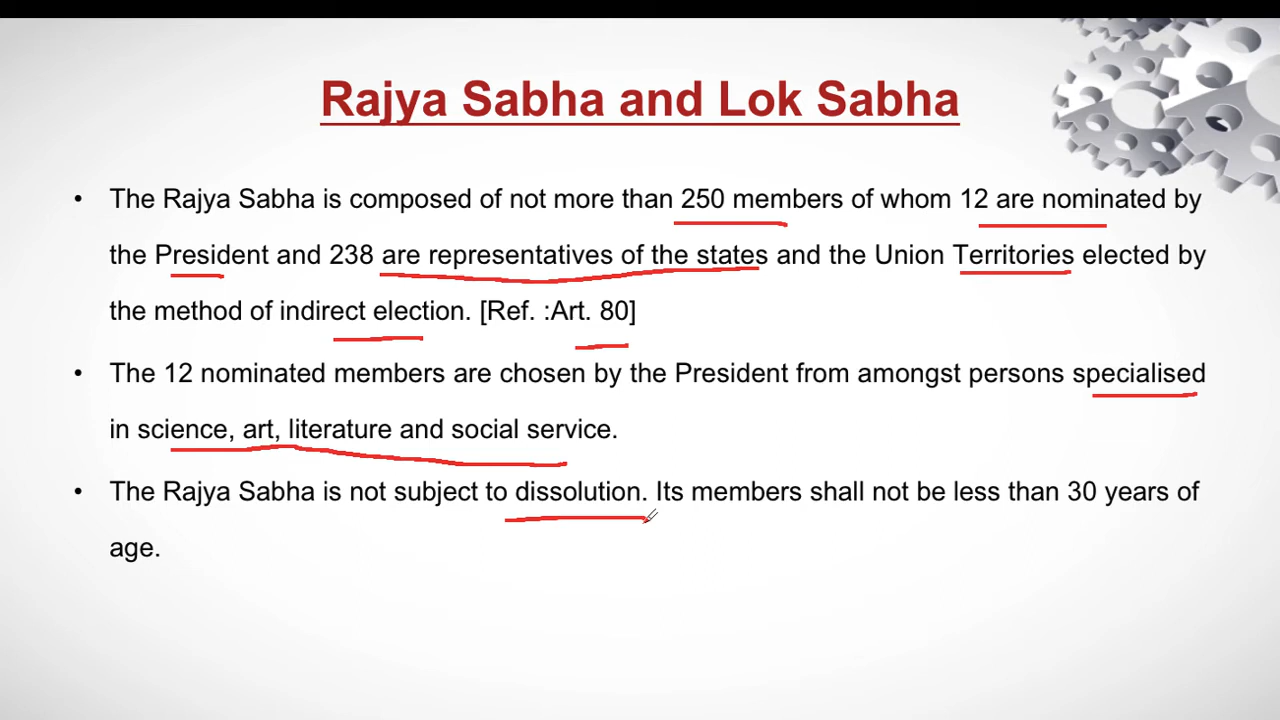 Rajya Sabha and Lok Sabha
• The Rajya Sabha is composed of not more than 250 members of whom 12 are nominated by
the President and 238 are representatives of the states and the Union Territories elected by
the method of indirect election. [Ref. :Art. 80]
• The 12 nominated members are chosen by the President from amongst persons specialised
in science, art, literature and social service.
• The Rajya Sabha is not subject to dissolution. Its members shall not be less than 30 years of
age.